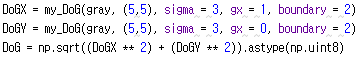 DoGX = my_DoG(gray, (5,5), sigma = 3, gx = 1, boundary = 2)
DoGY = my_DoG(gray, (5,5), sigma = 3, gx = 0, boundary = 2)
DoG = np.sqrt((DoGX ** 2) + (DoGY ** 2)).astype(np.uint8)